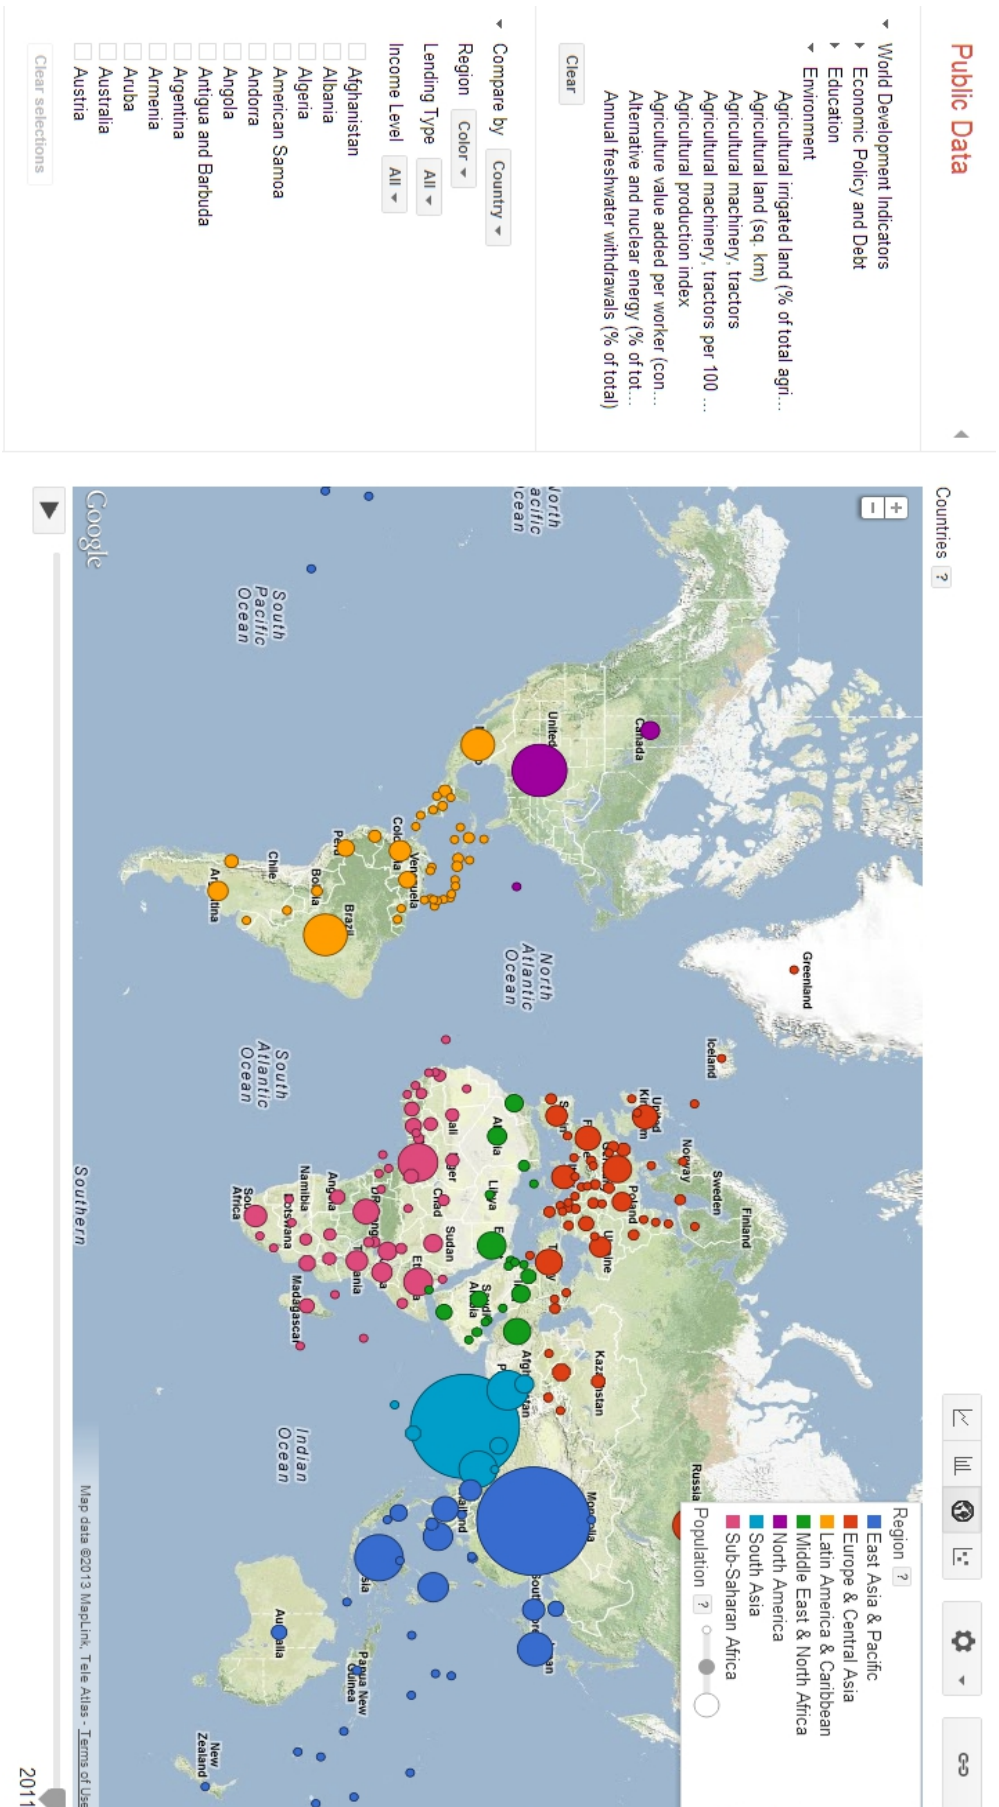 Public Data
World Development Indicators
Economic Policy and Debt
Education
Environment
Agricultural irrigated land (% of total agri...
Agricultural land (sq. km)
Agricultural machinery, tractors
Agricultural machinery, tractors per 100 ...
Agricultural production index
Agriculture value added per worker (con...
Alternative and nuclear energy (% of tot...
Annual freshwater withdrawals (% of total)
Clear
Compare by Country
Region Color
Lending Type All
Income Level All
Afghanistan
Albania
Algeria
American Samoa
Andorra
Angola
Antigua and Barbuda
Argentina
Armenia
Aruba
Australia
Austria
Clear selections
Countries ?
+
−
Region ?
East Asia & Pacific
Europe & Central Asia
Latin America & Caribbean
Middle East & North Africa
North America
South Asia
Sub-Saharan Africa
Population ?
Greenland
Iceland
Norway
Sweden
Finland
Russia
Canada
United
Poland
Kazakhstan
Mongolia
North
Atlantic
Ocean
Libya
Chad
Sudan
Venezuela
Peru
Brazil
Chile
South
Pacific
Ocean
South
Atlantic
Ocean
Namibia
Botswana
South
Africa
Madagascar
Indian
Ocean
Papua New
Guinea
Australia
New
Zealand
Southern
Google
Map data ©2013 MapLink, Tele Atlas - Terms of Use
2011